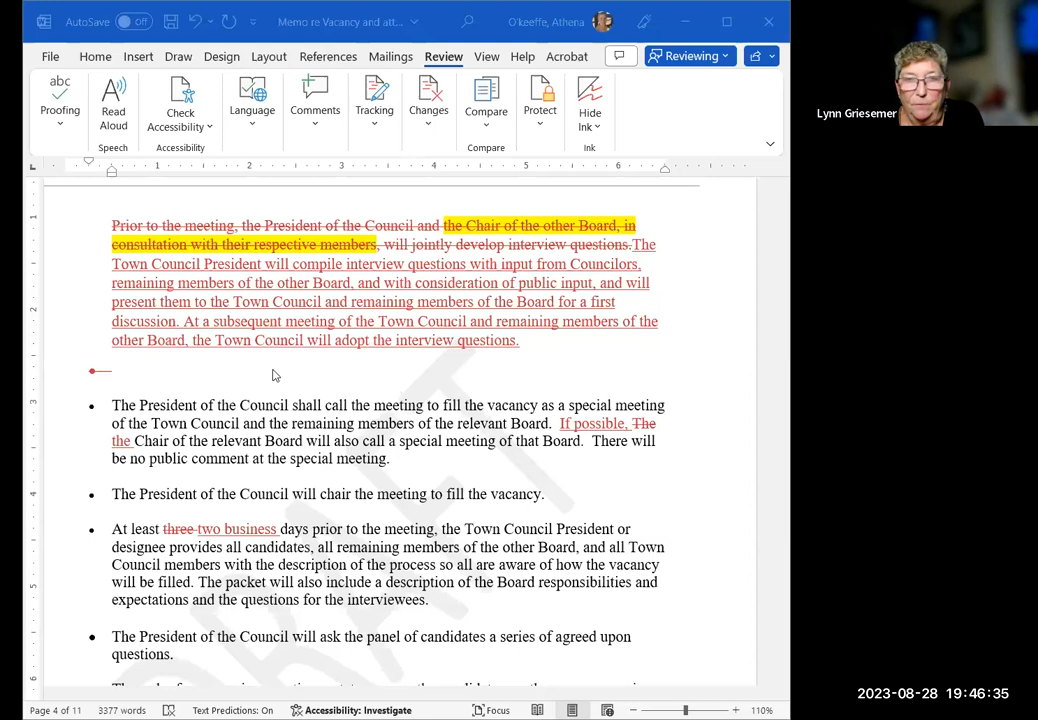 AutoSave Off Memo re Vacancy and att... O'keeffe, Athena
File Home Insert Draw Design Layout References Mailings Review View Help Acrobat Reviewing
abc
Proofing Read Aloud Check Accessibility Language Comments Tracking Changes Compare Protect Hide Ink
Speech Accessibility Compare Ink
1 2 3 4 5 6
Prior to the meeting, the President of the Council and the Chair of the other Board, in
consultation with their respective members, will jointly develop interview questions.The
Town Council President will compile interview questions with input from Councilors,
remaining members of the other Board, and with consideration of public input, and will
present them to the Town Council and remaining members of the Board for a first
discussion. At a subsequent meeting of the Town Council and remaining members of the
other Board, the Town Council will adopt the interview questions.
• The President of the Council shall call the meeting to fill the vacancy as a special meeting
of the Town Council and the remaining members of the relevant Board. If possible, The
the Chair of the relevant Board will also call a special meeting of that Board. There will
be no public comment at the special meeting.
• The President of the Council will chair the meeting to fill the vacancy.
• At least three two business days prior to the meeting, the Town Council President or
designee provides all candidates, all remaining members of the other Board, and all Town
Council members with the description of the process so all are aware of how the vacancy
will be filled. The packet will also include a description of the Board responsibilities and
expectations and the questions for the interviewees.
• The President of the Council will ask the panel of candidates a series of agreed upon
questions.
DRAFT
Page 4 of 11 3377 words Text Predictions: On Accessibility: Investigate Focus 110%
Lynn Griesemer
2023-08-28 19:46:35